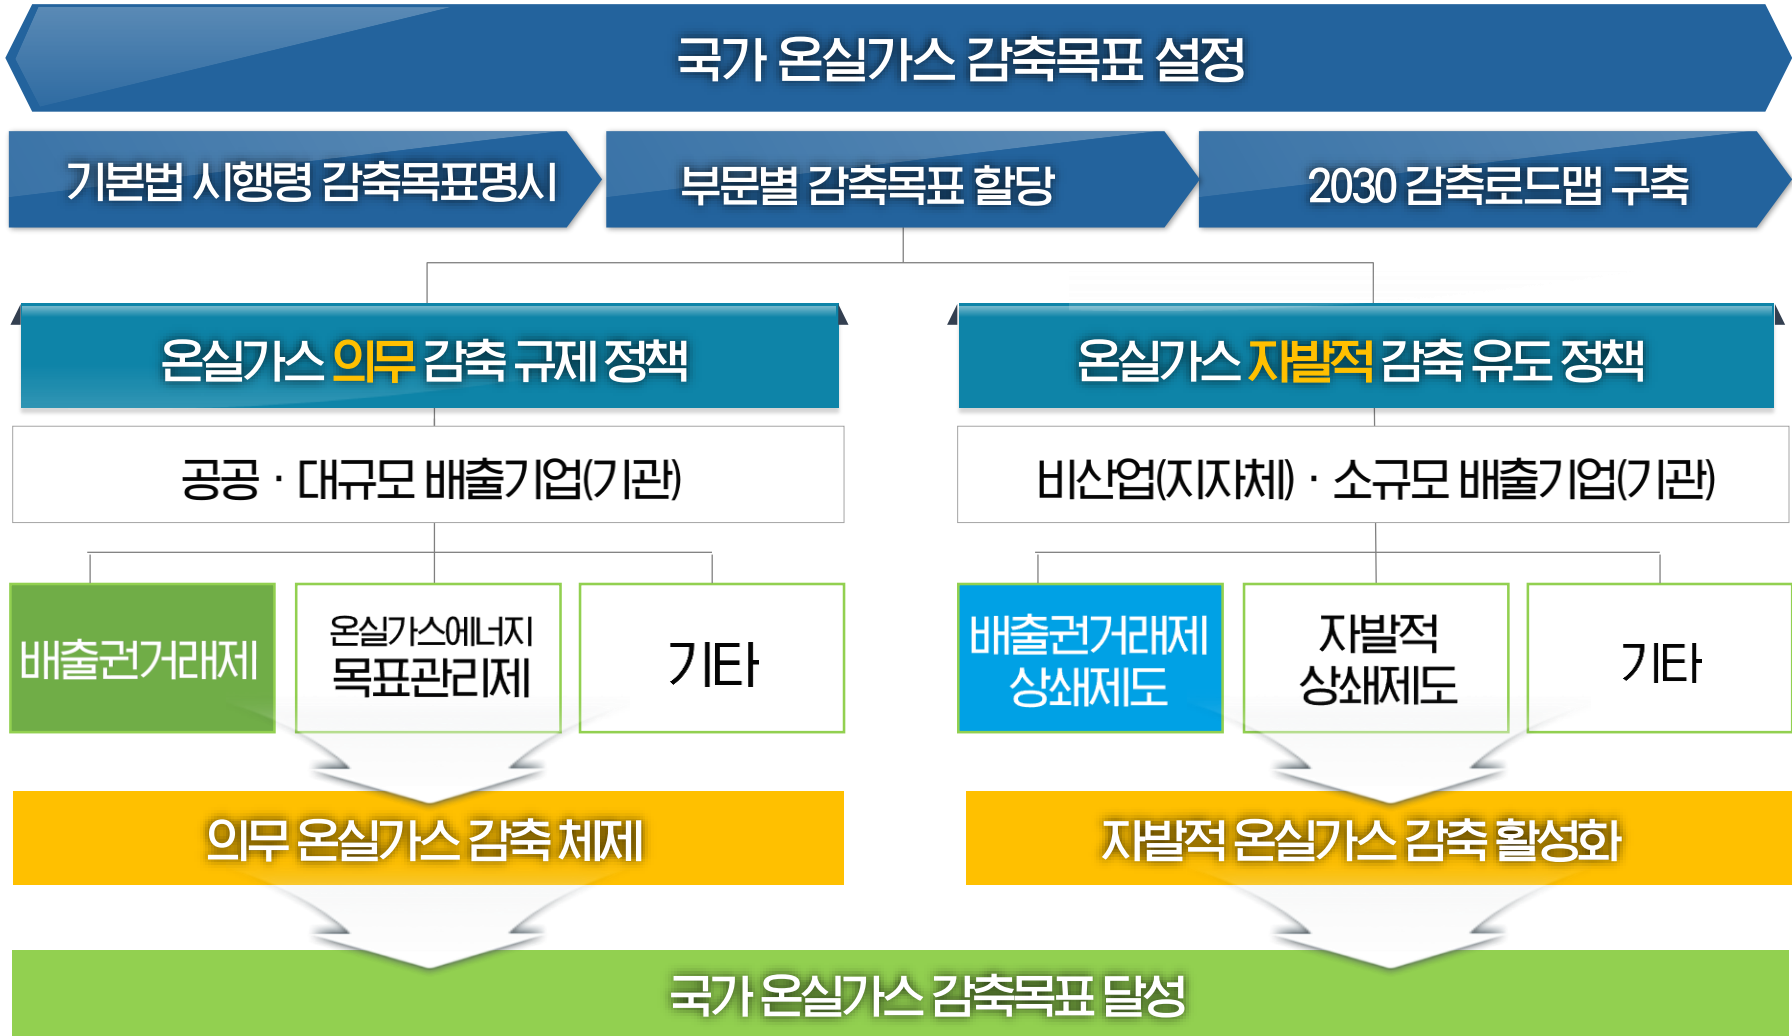 국가 온실가스 감축목표 설정
기본법 시행령 감축목표명시
부문별 감축목표 할당
2030 감축로드맵 구축
온실가스 의무 감축 규제 정책
온실가스 자발적 감축 유도 정책
공공 · 대규모 배출기업(기관)
비산업(지자체) · 소규모 배출기업(기관)
배출권거래제
온실가스에너지
목표관리제
기타
배출권거래제
상쇄제도
자발적
상쇄제도
기타
의무 온실가스 감축 체제
자발적 온실가스 감축 활성화
국가 온실가스 감축목표 달성